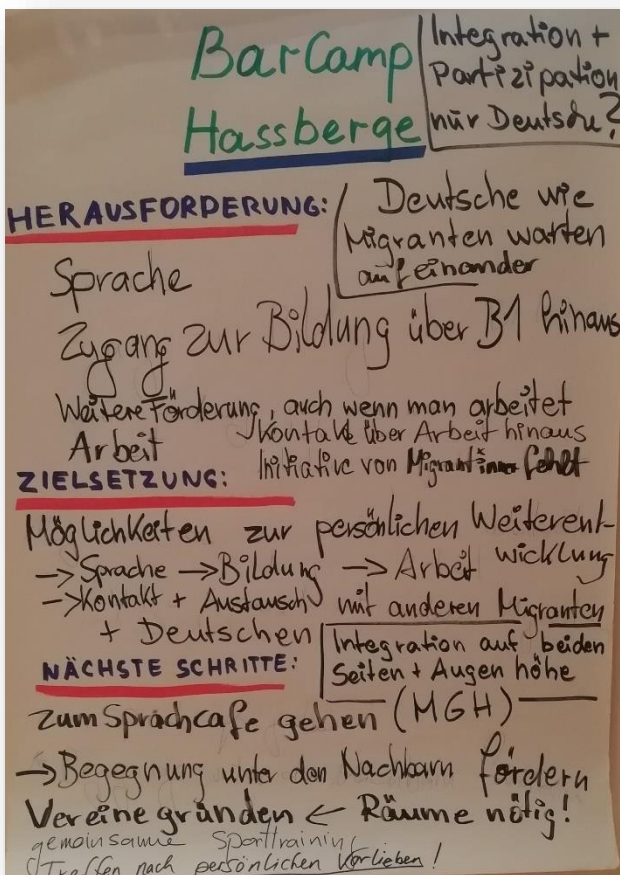 BarCamp
Hassberge
Integration +
Partizipation
nur Deutsche?
HERAUSFORDERUNG:
Deutsche wie
Migranten warten
aufeinander
Sprache
Zugang zur Bildung über B1 hinaus
Weitere Förderung, auch wenn man arbeitet
Arbeit
Kontakt über Arbeit hinaus
Initiative von Migrant*innen fehlt
ZIELSETZUNG:
Möglichkeiten zur persönlichen Weiterent-
wicklung
-> Sprache -> Bildung -> Arbeit
-> Kontakt + Austausch mit anderen Migranten
+ Deutschen
Integration auf beiden
Seiten + Augen höhe
NÄCHSTE SCHRITTE:
zum Sprachcafe gehen (MGH)
-> Begegnung unter den Nachbarn fördern
Vereine gründen <- Räume nötig!
gemeinsame Sporttraining
Treffen nach persönlichen Vorlieben!